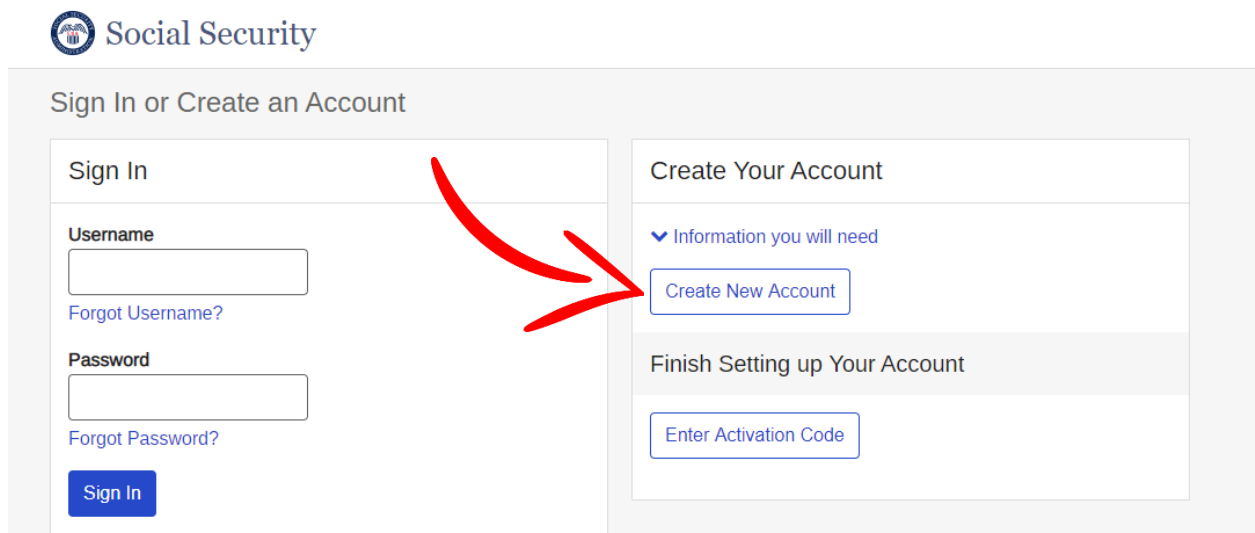 Social Security
Sign In or Create an Account
Sign In
Username
Forgot Username?
Password
Forgot Password?
Sign In
Create Your Account
Information you will need
Create New Account
Finish Setting up Your Account
Enter Activation Code